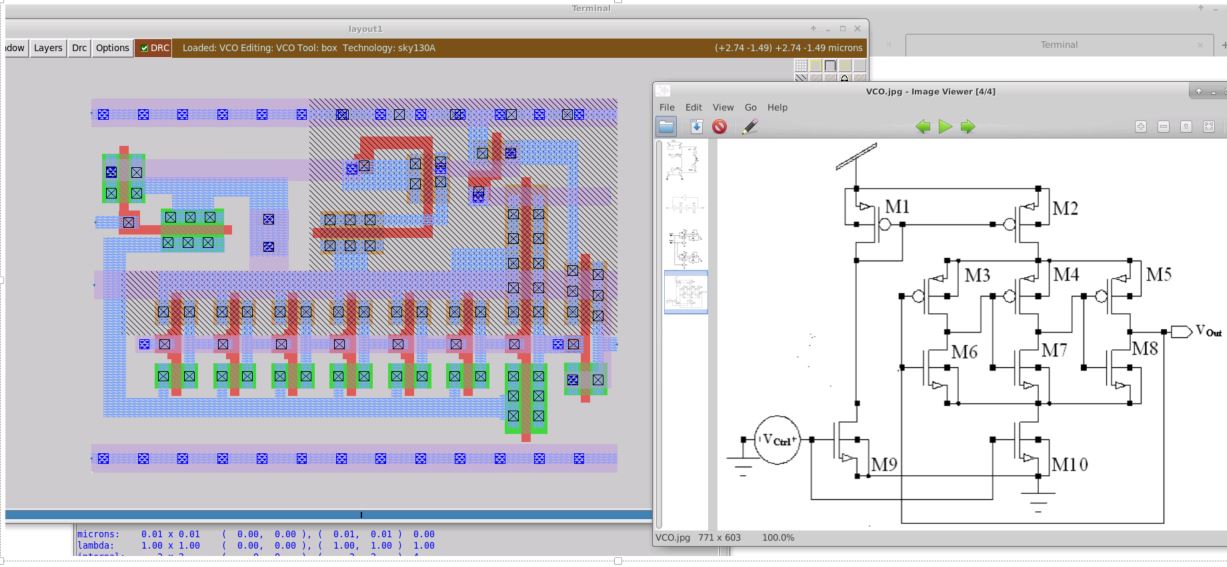 Terminal
layout1
dow Layers Drc Options DRC Loaded: VCO Editing: VCO Tool: box Technology: sky130A (+2.74 -1.49) +2.74 -1.49 microns
Terminal
VCO.jpg - Image Viewer [4/4]
File Edit View Go Help
M1 M2
M3 M4 M5
V Out
M6 M7 M8
V Ctrl +
M9 M10
VCO.jpg 771 x 603 100.0%
microns: 0.01 x 0.01 ( 0.00, 0.00 ), ( 0.01, 0.01 ) 0.00
lambda: 1.00 x 1.00 ( 0.00, 0.00 ), ( 1.00, 1.00 ) 1.00